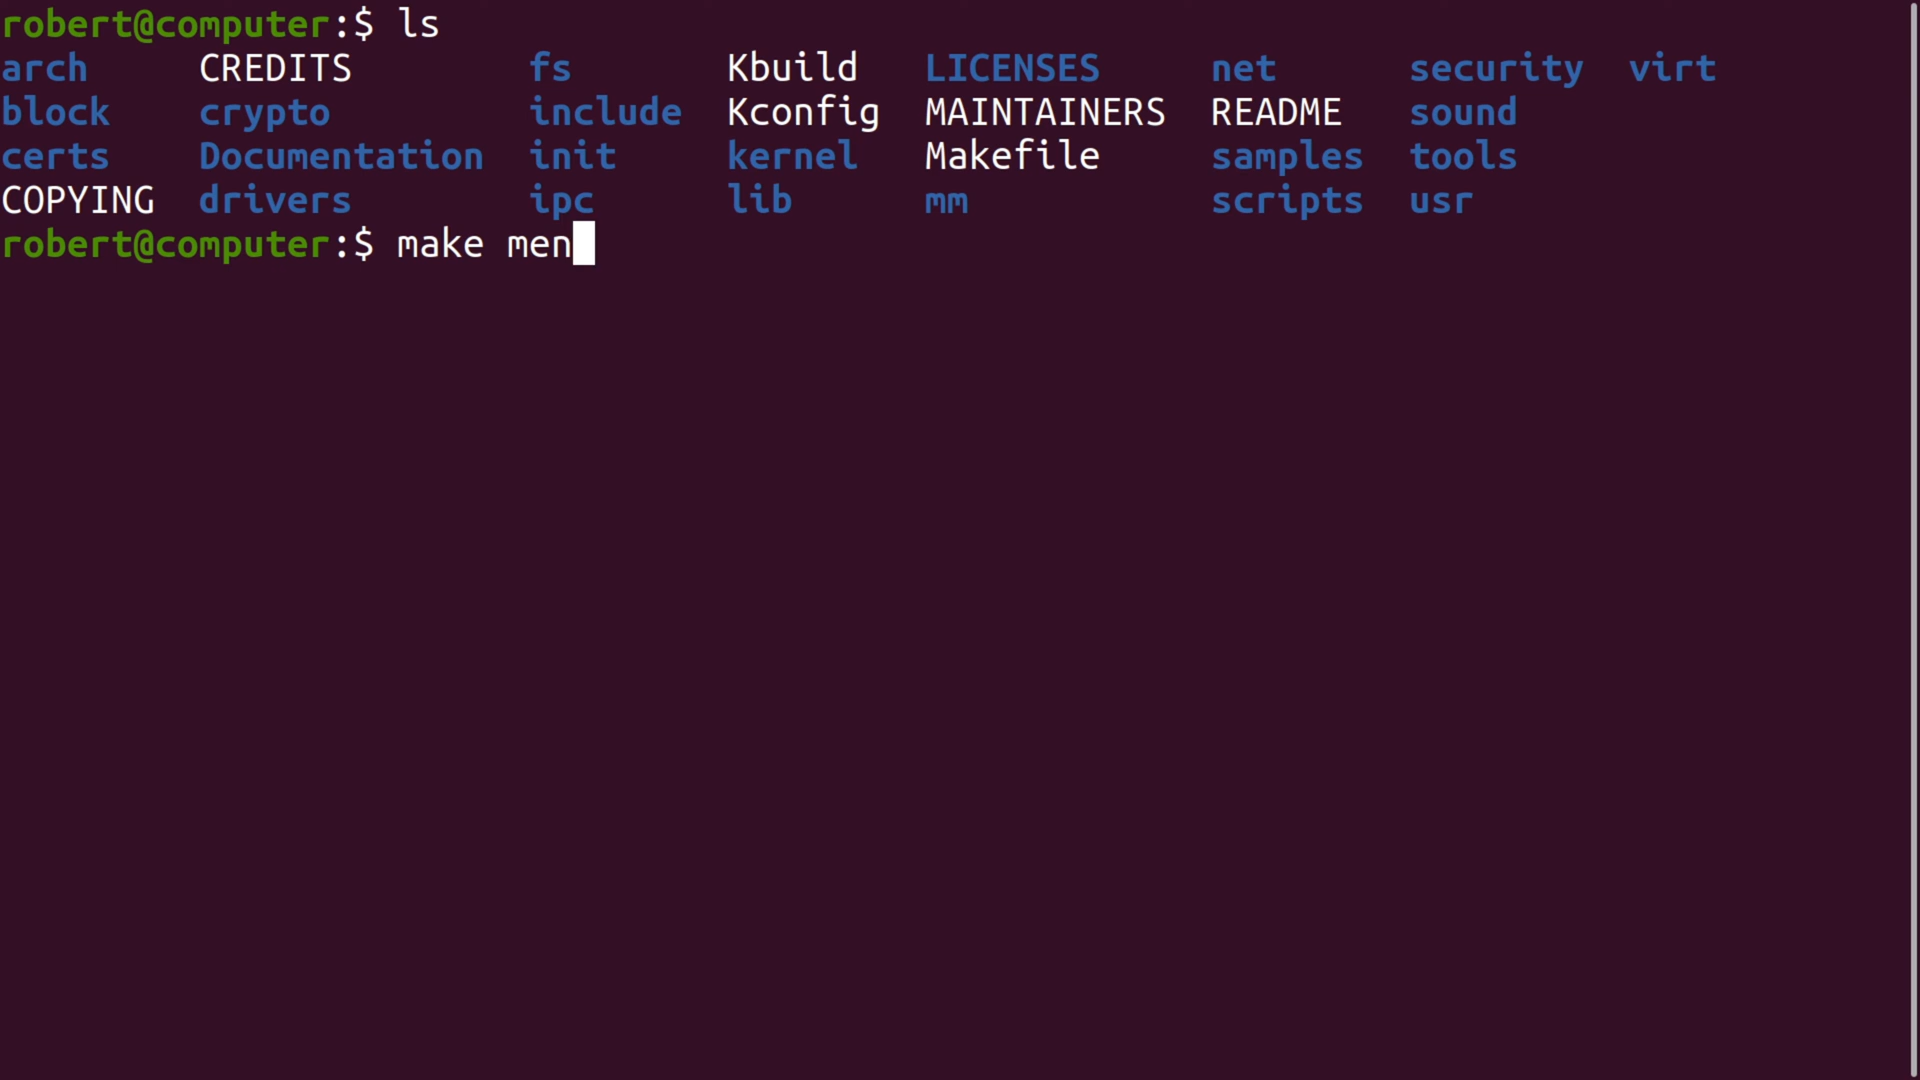 robert@computer:$ ls
arch CREDITS fs Kbuild LICENSES net security virt
block crypto include Kconfig MAINTAINERS README sound
certs Documentation init kernel Makefile samples tools
COPYING drivers ipc lib mm scripts usr
robert@computer:$ make men